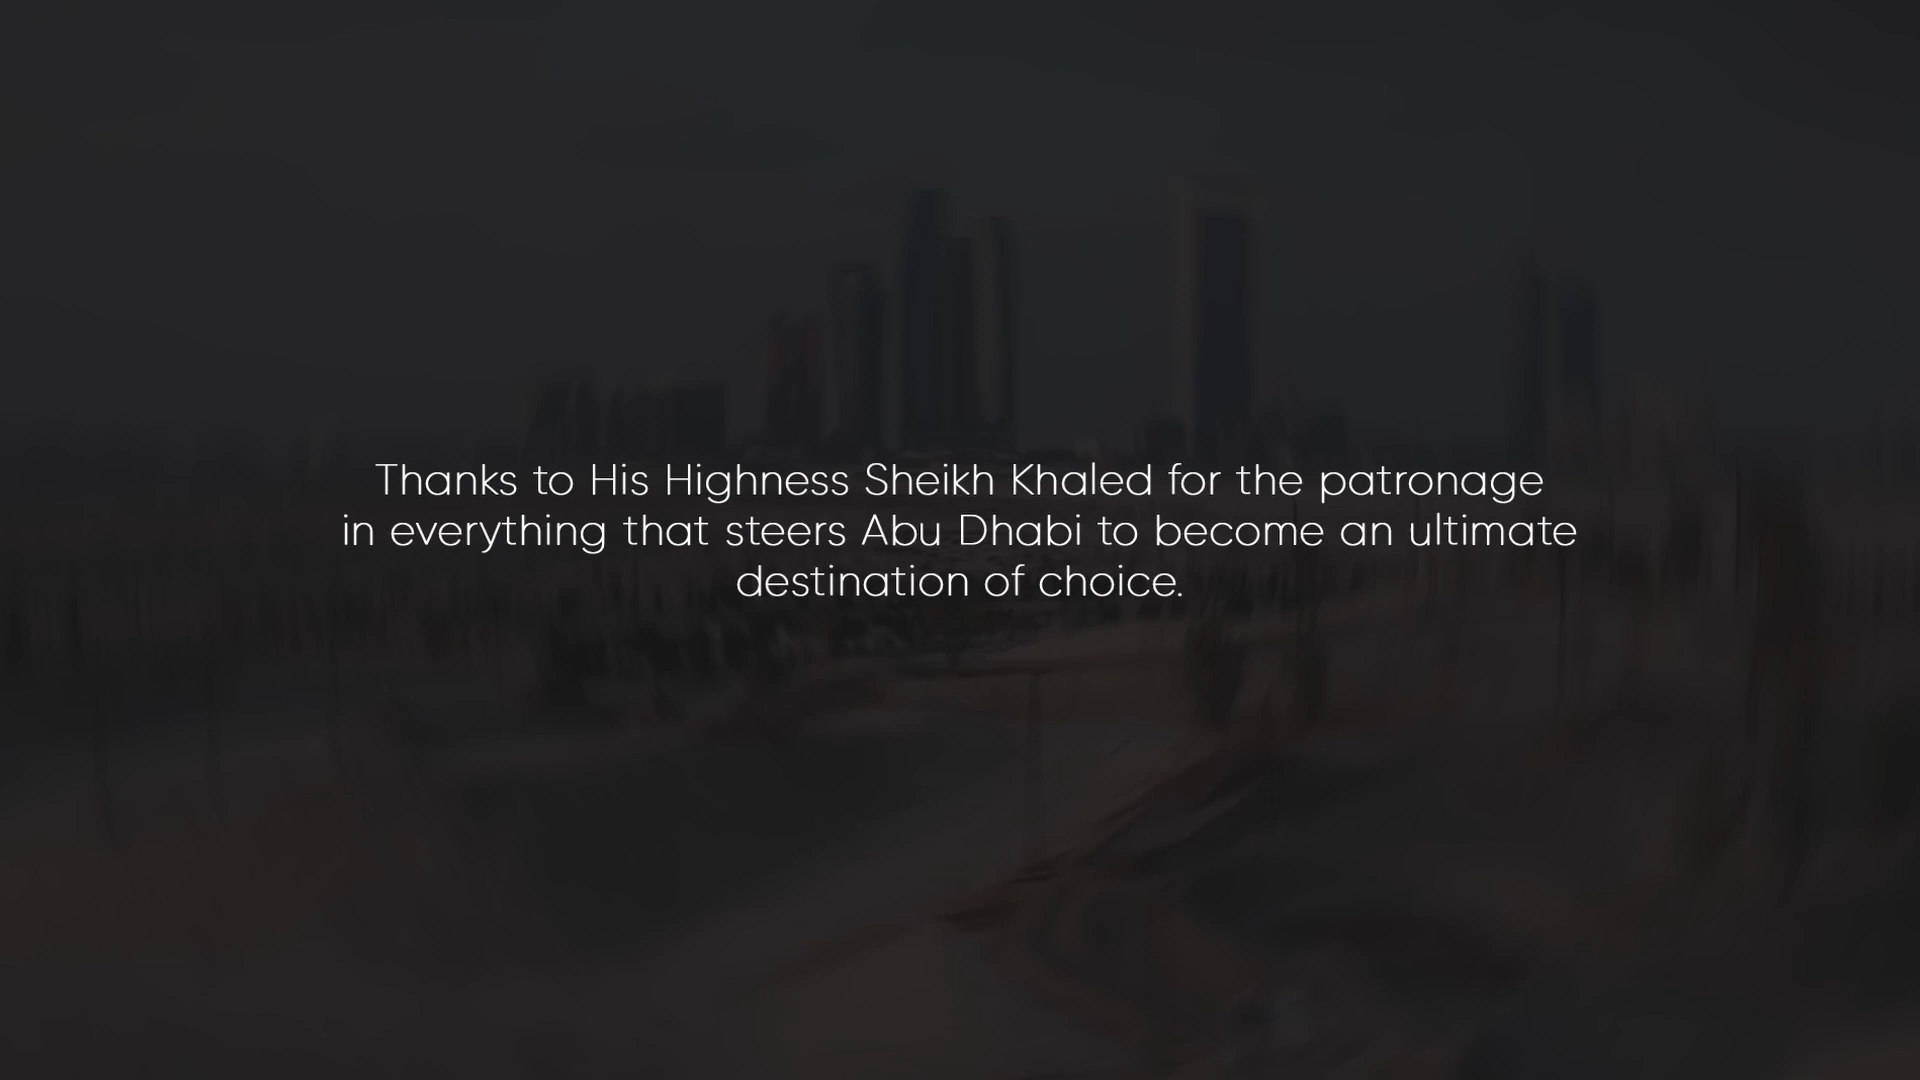 Thanks to His Highness Sheikh Khaled for the patronage
in everything that steers Abu Dhabi to become an ultimate
destination of choice.